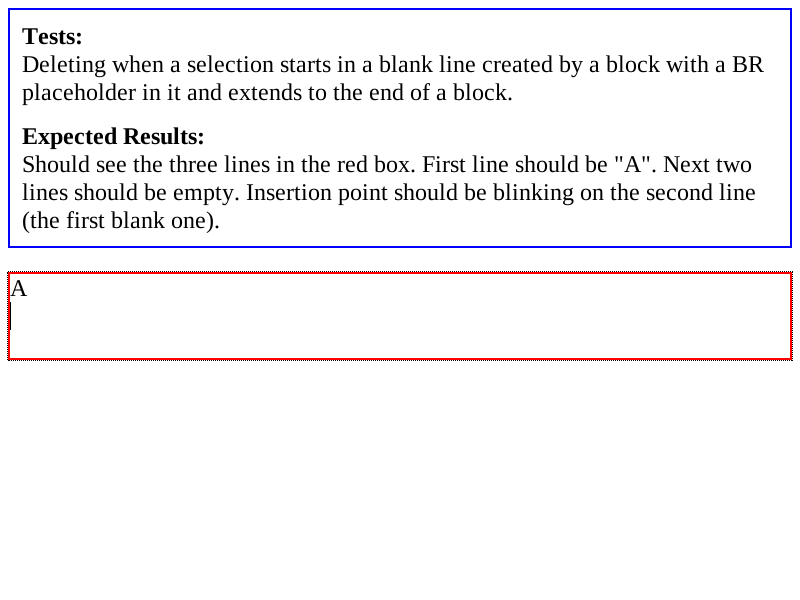 Tests:
Deleting when a selection starts in a blank line created by a block with a BR
placeholder in it and extends to the end of a block.
Expected Results:
Should see the three lines in the red box. First line should be "A". Next two
lines should be empty. Insertion point should be blinking on the second line
(the first blank one).
A